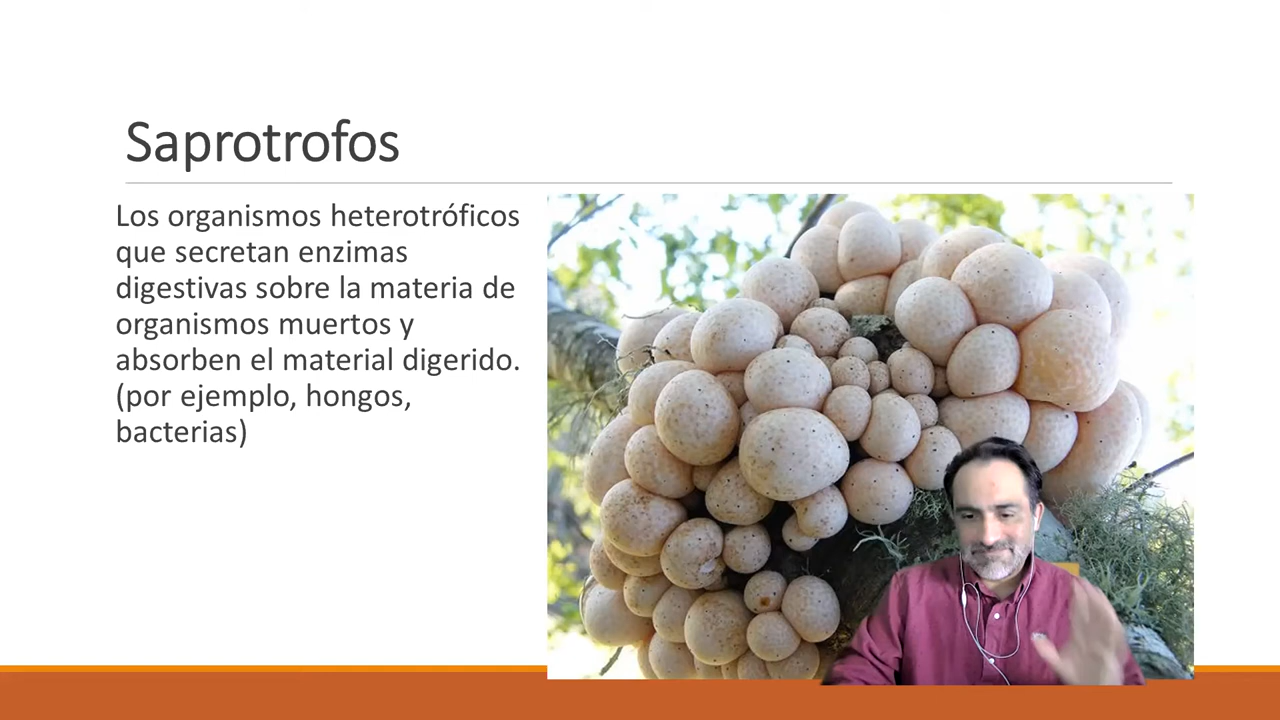 Saprotrofos
Los organismos heterotróficos
que secretan enzimas
digestivas sobre la materia de
organismos muertos y
absorben el material digerido.
(por ejemplo, hongos,
bacterias)